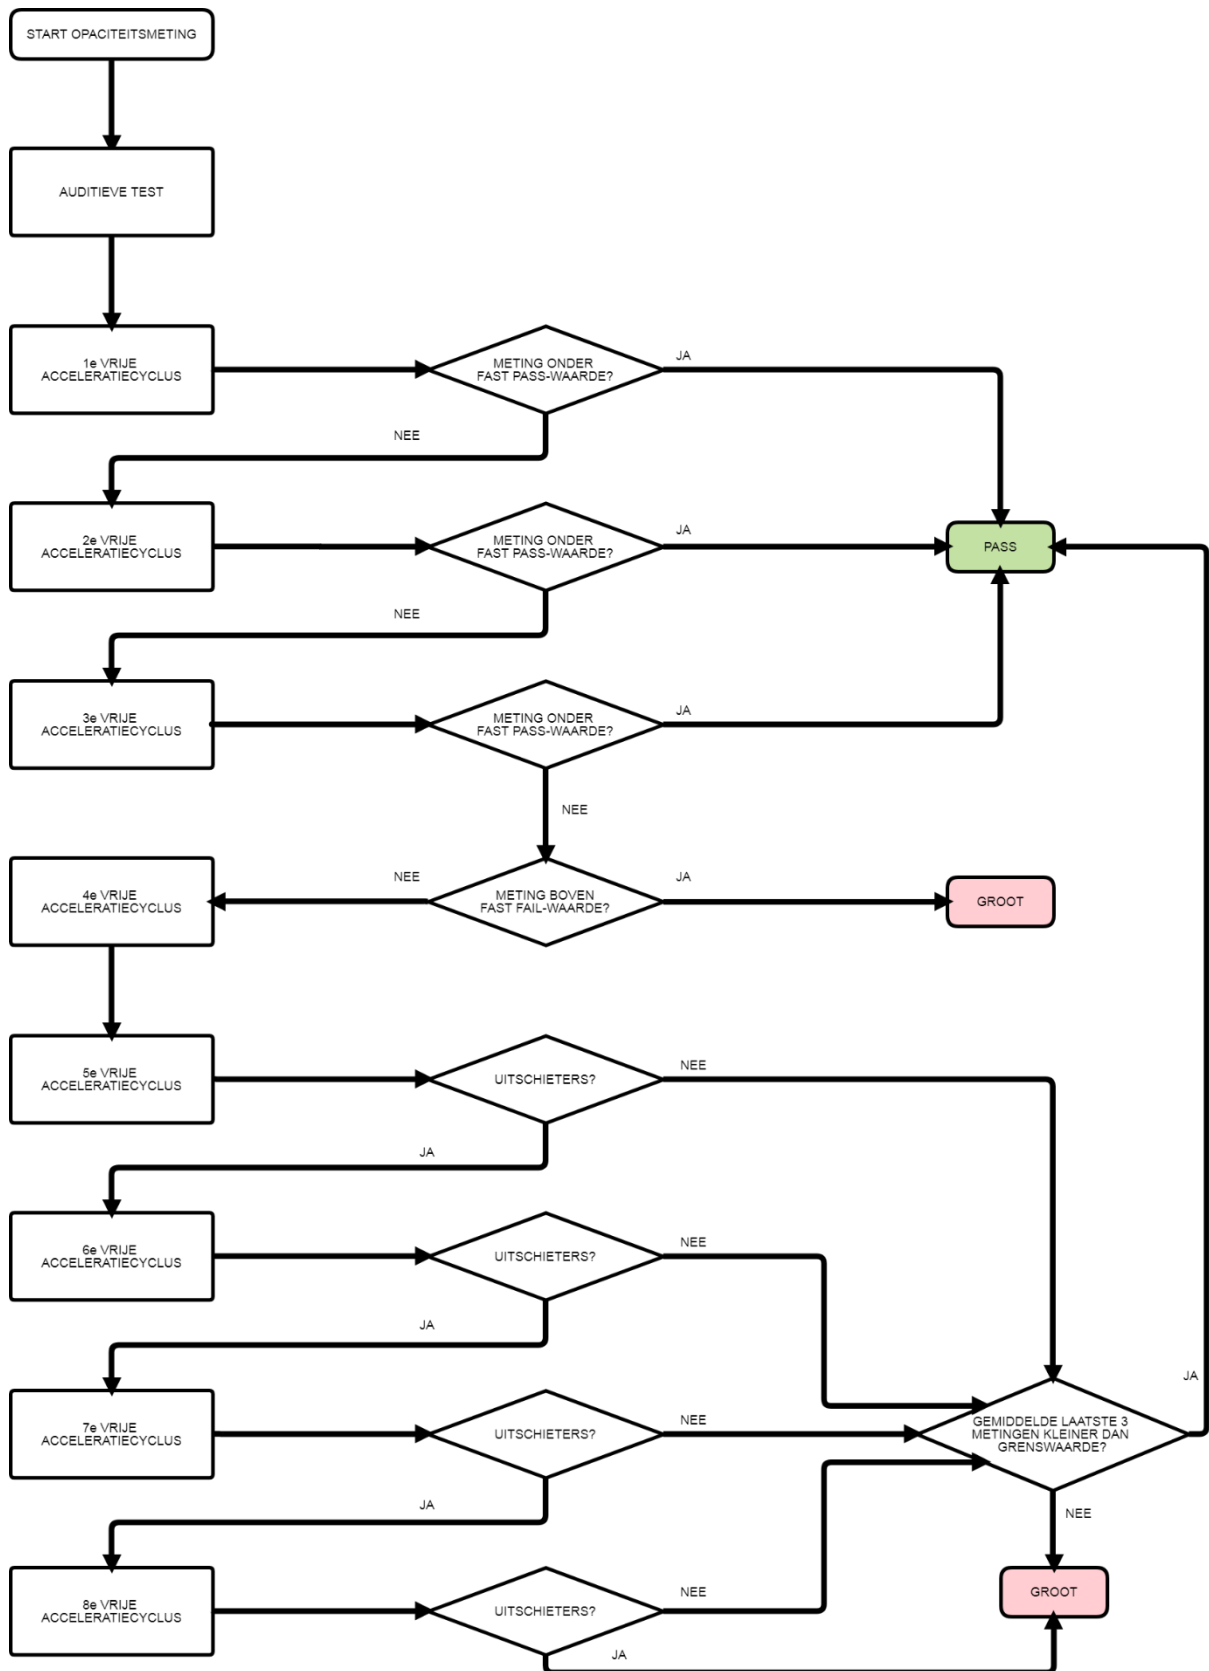 START OPACITEITSMETING
AUDITIEVE TEST
1e VRIJE
ACCELERATIECYCLUS
METING ONDER
FAST PASS-WAARDE?
JA
NEE
2e VRIJE
ACCELERATIECYCLUS
METING ONDER
FAST PASS-WAARDE?
JA
PASS
NEE
3e VRIJE
ACCELERATIECYCLUS
METING ONDER
FAST PASS-WAARDE?
JA
NEE
4e VRIJE
ACCELERATIECYCLUS
NEE
METING BOVEN
FAST FAIL-WAARDE?
JA
GROOT
5e VRIJE
ACCELERATIECYCLUS
UITSCHIETERS?
NEE
JA
6e VRIJE
ACCELERATIECYCLUS
UITSCHIETERS?
NEE
JA
7e VRIJE
ACCELERATIECYCLUS
UITSCHIETERS?
NEE
GEMIDDELDE LAATSTE 3
METINGEN KLEINER DAN
GRENSWAARDE?
JA
JA
NEE
8e VRIJE
ACCELERATIECYCLUS
UITSCHIETERS?
NEE
GROOT
JA